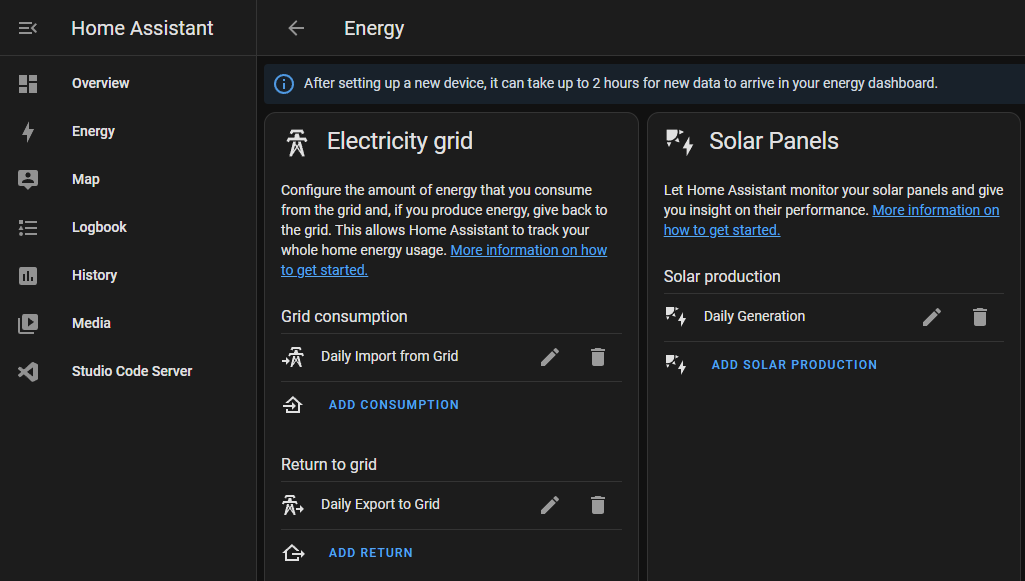 Home Assistant
Overview
Energy
Map
Logbook
History
Media
Studio Code Server
Energy
After setting up a new device, it can take up to 2 hours for new data to arrive in your energy dashboard.
Electricity grid
Configure the amount of energy that you consume
from the grid and, if you produce energy, give back to
the grid. This allows Home Assistant to track your
whole home energy usage. More information on how
to get started.
Grid consumption
Daily Import from Grid
ADD CONSUMPTION
Return to grid
Daily Export to Grid
ADD RETURN
Solar Panels
Let Home Assistant monitor your solar panels and give
you insight on their performance. More information on
how to get started.
Solar production
Daily Generation
ADD SOLAR PRODUCTION